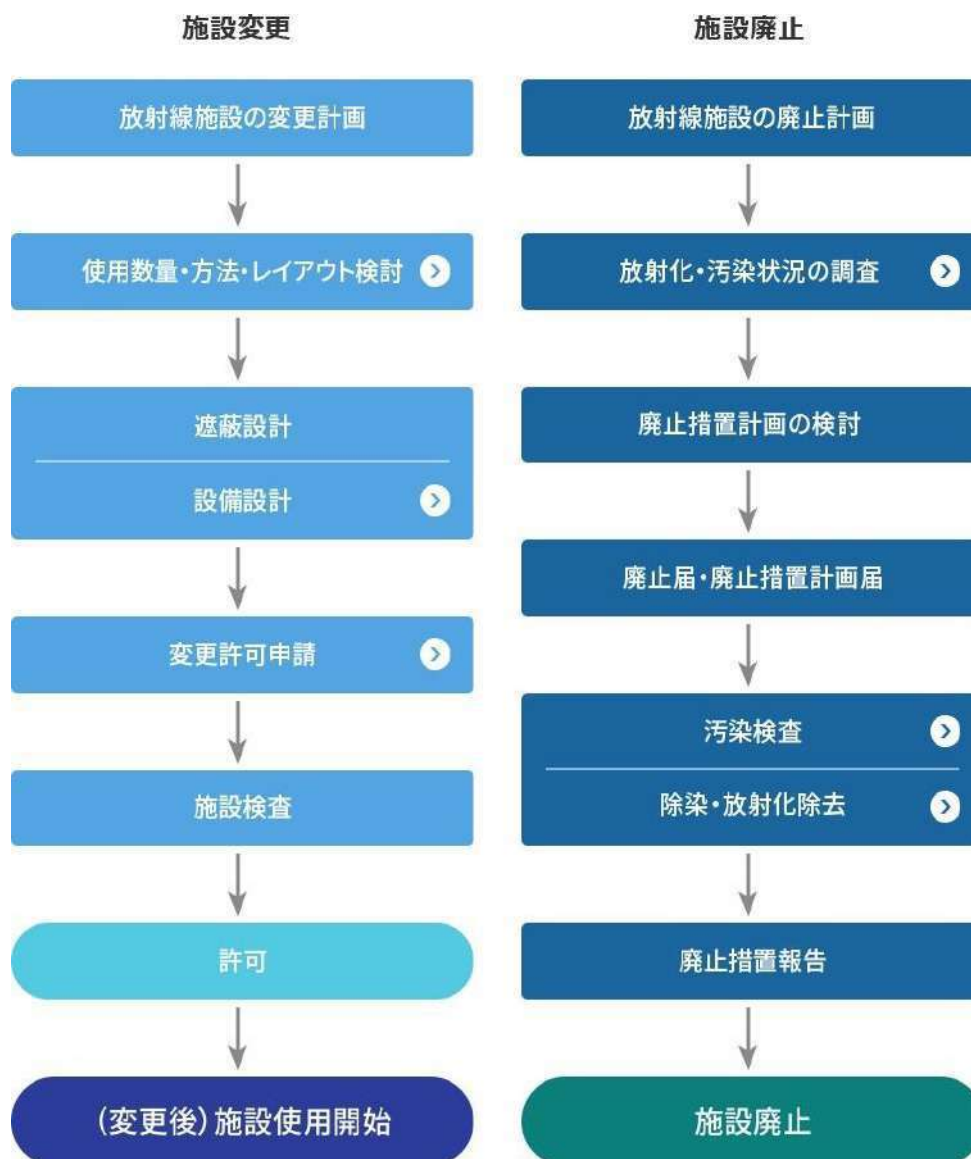 施設変更
放射線施設の変更計画
使用数量・方法・レイアウト検討
遮蔽設計
設備設計
変更許可申請
施設検査
許可
(変更後)施設使用開始
施設廃止
放射線施設の廃止計画
放射化・汚染状況の調査
廃止措置計画の検討
廃止届・廃止措置計画届
汚染検査
除染・放射化除去
廃止措置報告
施設廃止